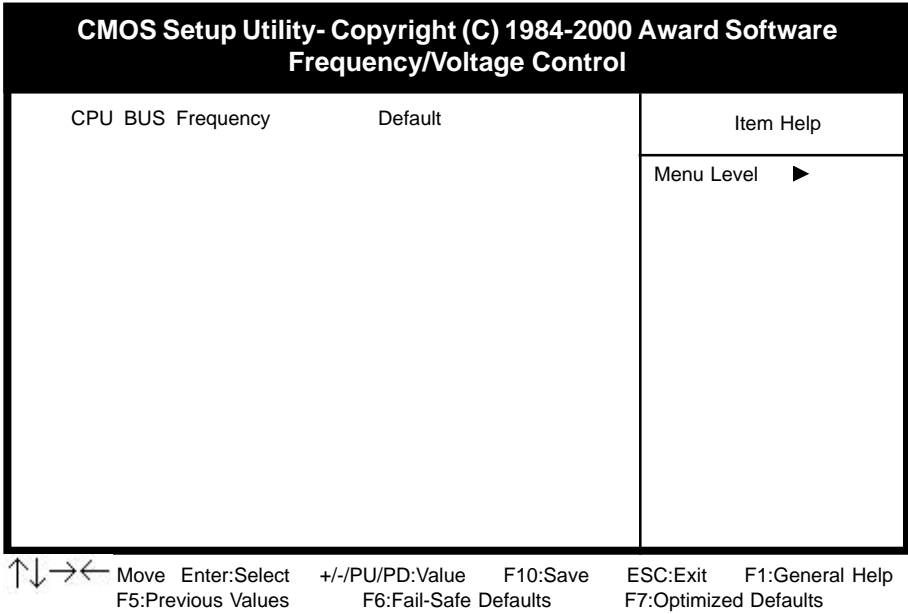 CMOS Setup Utility- Copyright (C) 1984-2000 Award Software
Frequency/Voltage Control
CPU BUS Frequency Default
Item Help
Menu Level ▶
↑↓→← Move Enter:Select +/-/PU/PD:Value F10:Save ESC:Exit F1:General Help
F5:Previous Values F6:Fail-Safe Defaults F7:Optimized Defaults